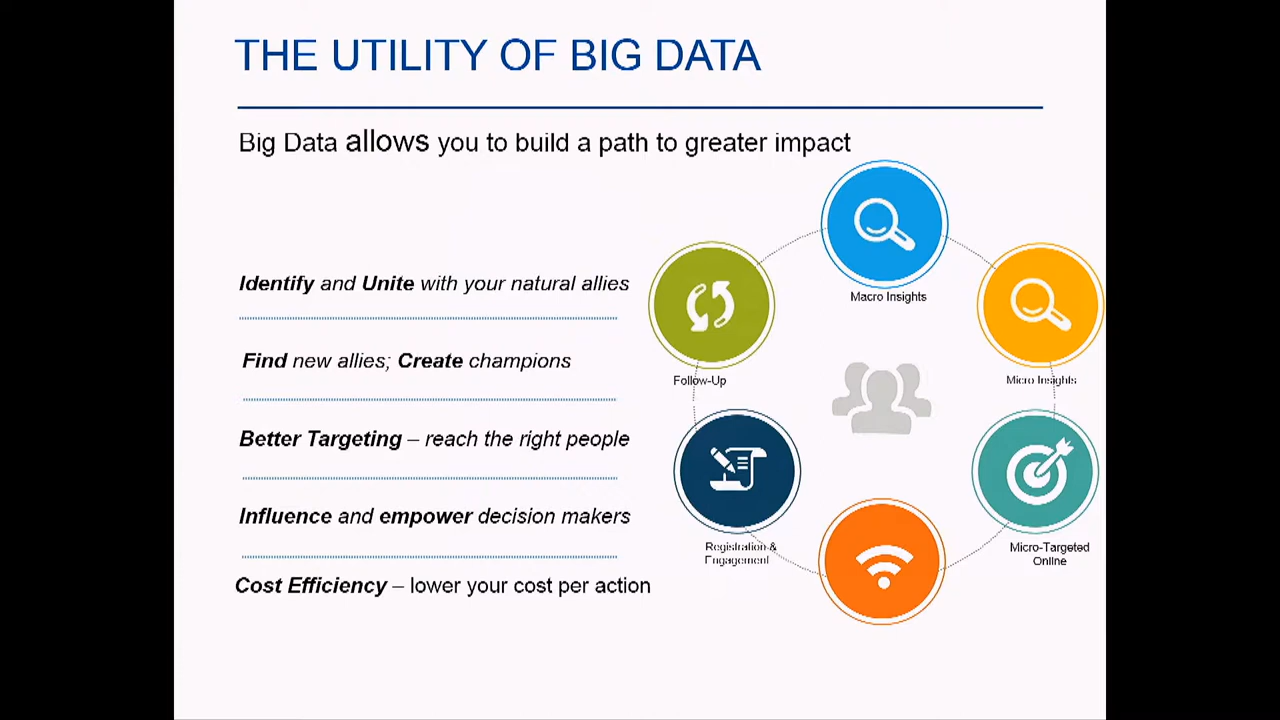 THE UTILITY OF BIG DATA
Big Data allows you to build a path to greater impact
Identify and Unite with your natural allies
Find new allies; Create champions
Better Targeting – reach the right people
Influence and empower decision makers
Cost Efficiency – lower your cost per action
Macro Insights
Micro Insights
Micro-Targeted
Online
Registration &
Engagement
Follow-Up